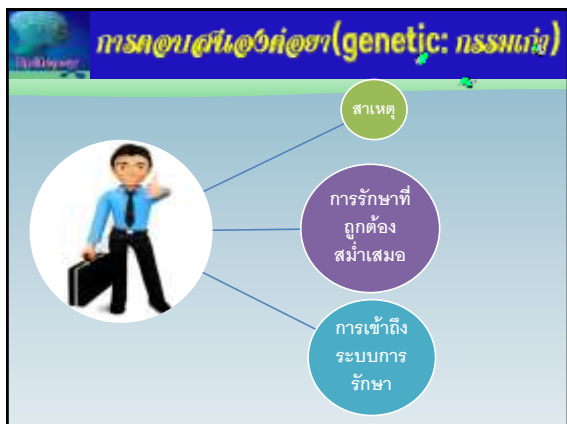 การตอบสนองต่อยา(genetic: กรรมเก่า)
สาเหตุ
การรักษาที่
ถูกต้อง
สม่ำเสมอ
การเข้าถึง
ระบบการ
รักษา